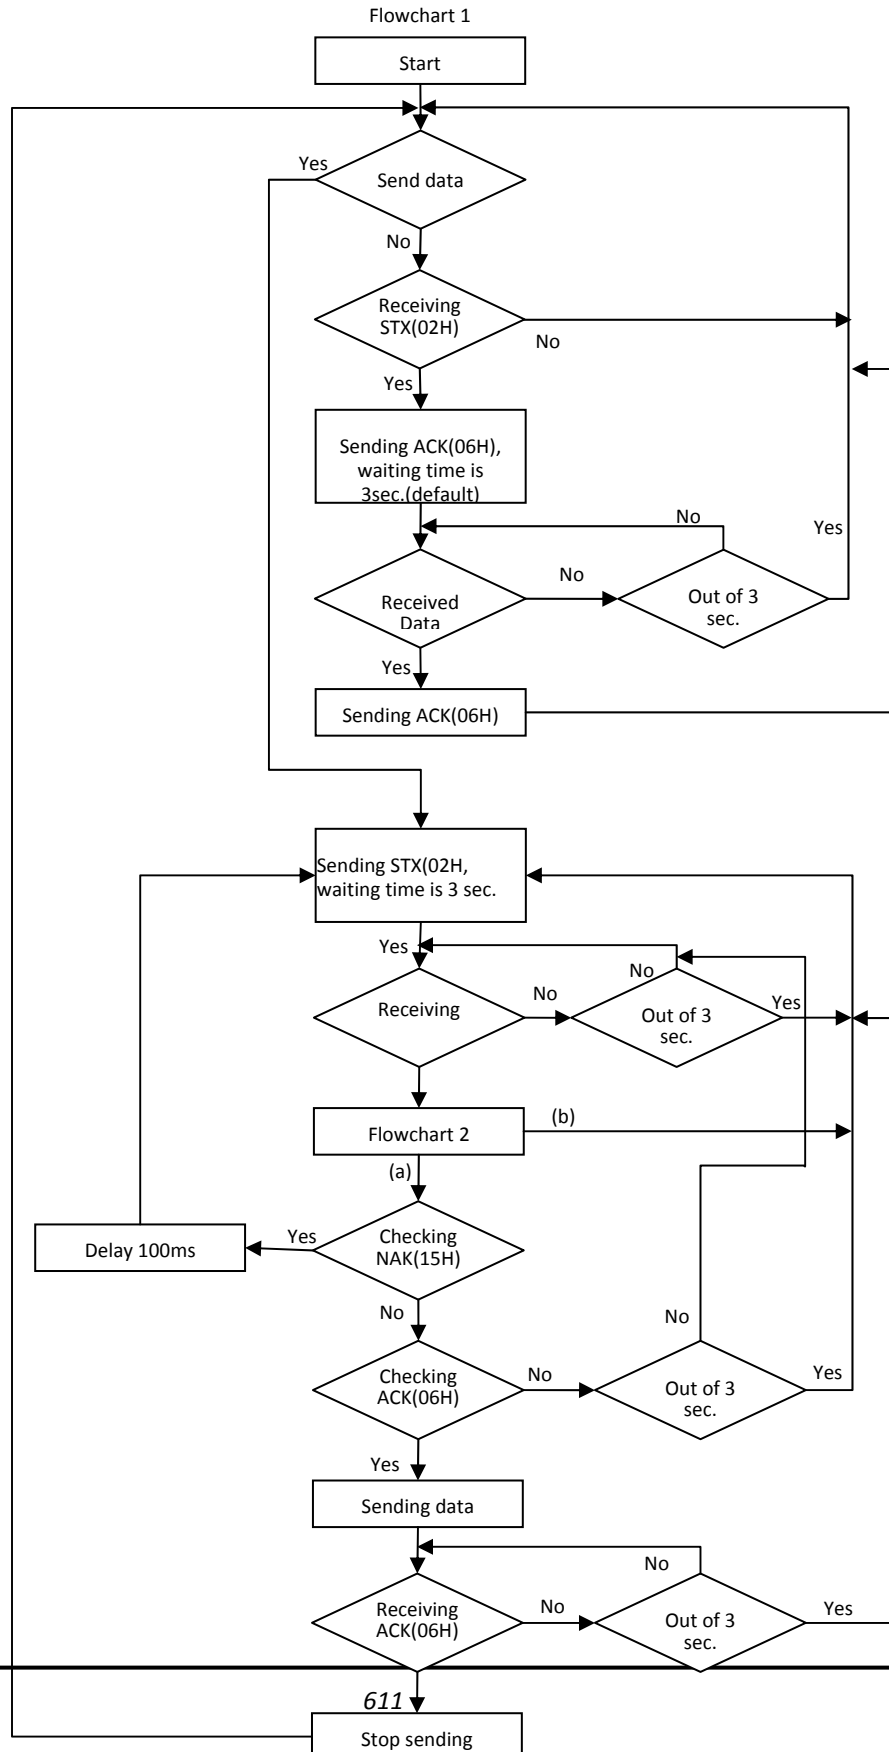 Flowchart 1
Start
Yes
Send data
No
Receiving
STX(02H)
No
Yes
Sending ACK(06H),
waiting time is
3sec.(default)
No
Yes
No
Received
Data
Out of 3
sec.
Yes
Sending ACK(06H)
Sending STX(02H,
waiting time is 3 sec.
Yes
No
Receiving
No
Out of 3
sec.
Yes
Flowchart 2
(b)
(a)
Delay 100ms
Yes
Checking
NAK(15H)
No
No
Checking
ACK(06H)
No
Out of 3
sec.
Yes
Yes
Sending data
No
Receiving
ACK(06H)
No
Out of 3
sec.
Yes
611
Stop sending